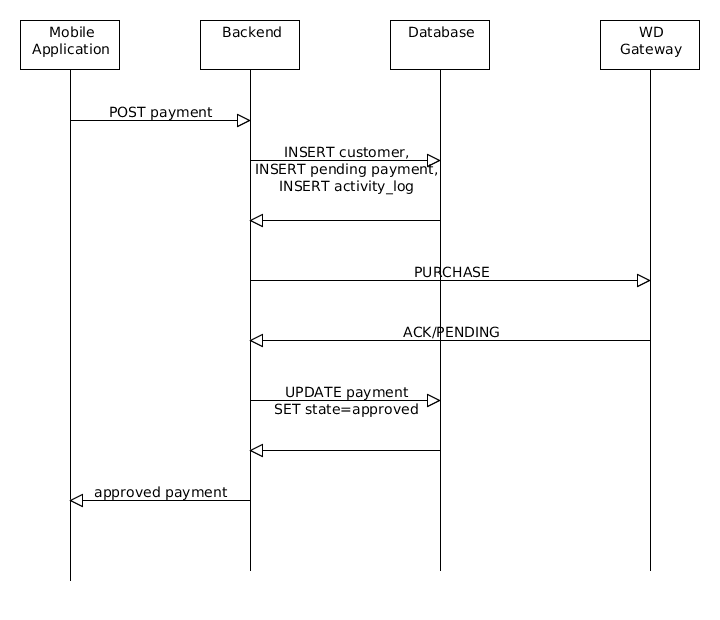 Mobile
Application
Backend
Database
WD
Gateway
POST payment
INSERT customer,
INSERT pending payment,
INSERT activity_log
PURCHASE
ACK/PENDING
UPDATE payment
SET state=approved
approved payment